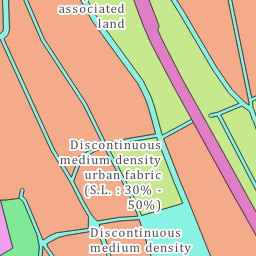 associated
land
Discontinuous
medium density
urban fabric
(S.L. : 30% -
50%)
Discontinuous
medium density